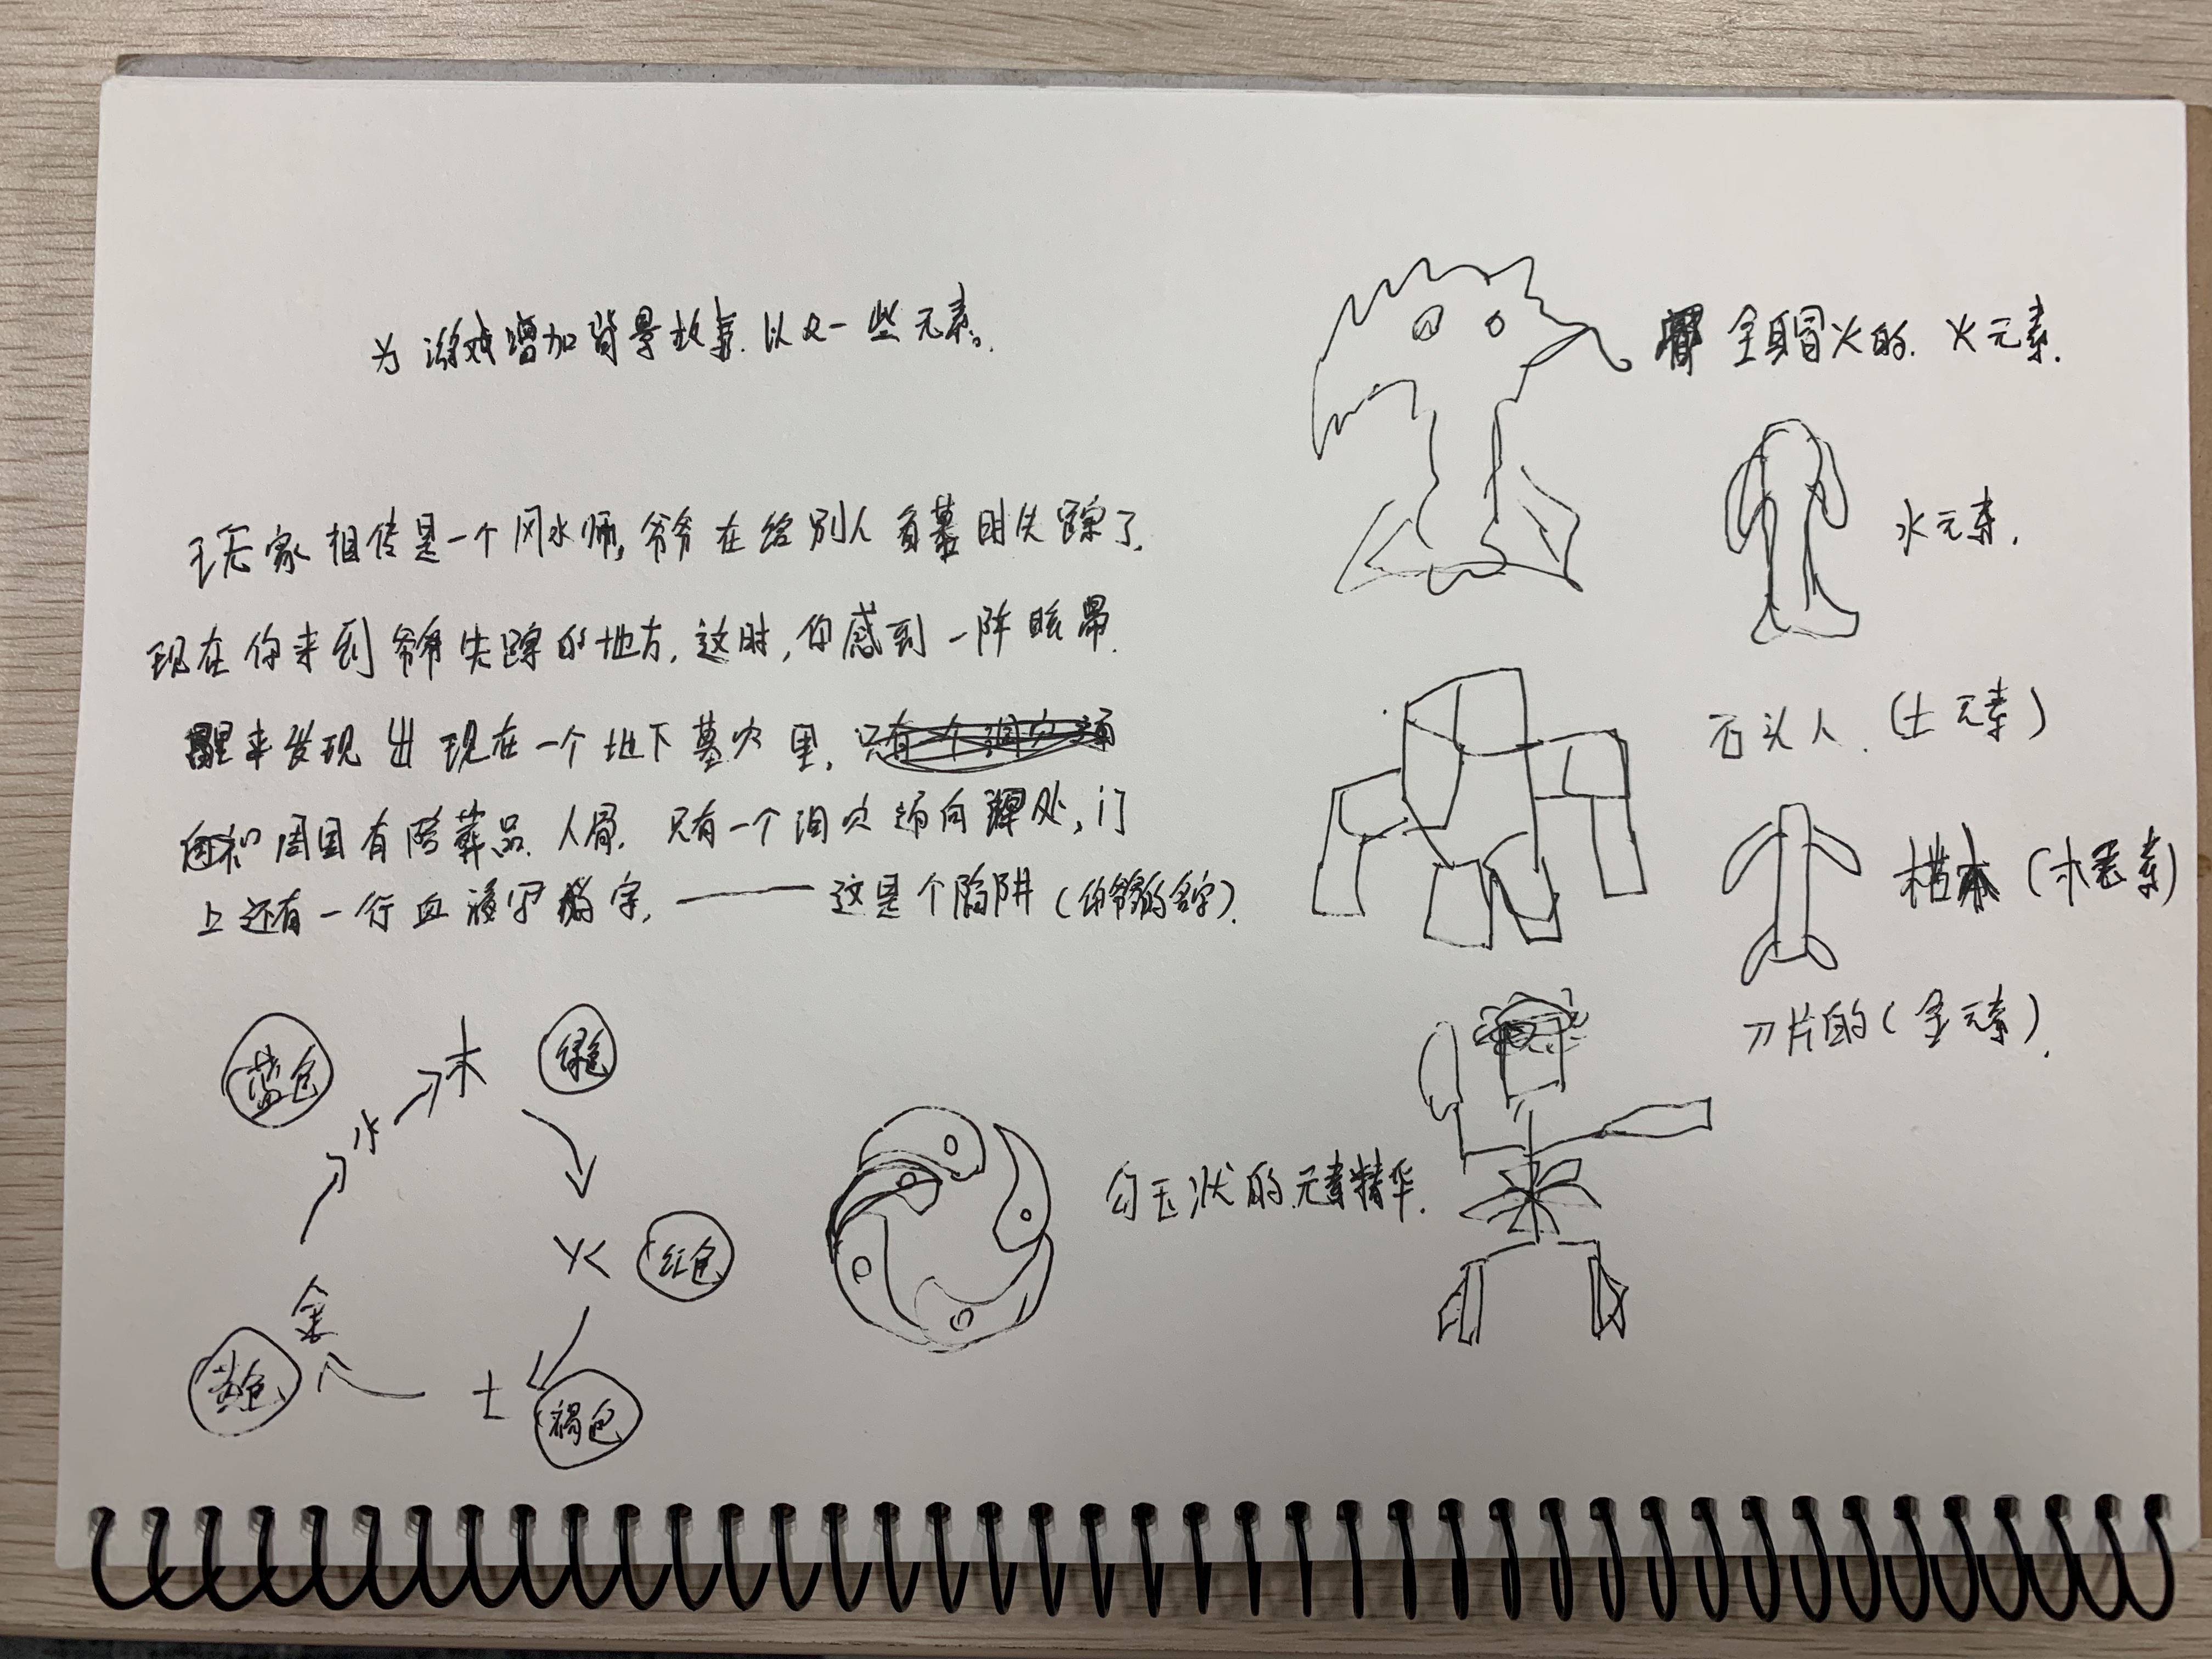 为游戏增加背景故事.以及一些元素。
家相传是一个风水师,爷爷在给别人看墓时失踪了.
现在你来到爷爷失踪的地方.这时,你感到一阵眩晕.
醒来发现出现在一个地下墓穴里,只
周围有陪葬品.人骨.只有一个洞穴通向深处,门
上还有一行血液写的字,——这是个陷阱(你爷爷的名字).
全身冒火的.火元素.
水元素.
石头人.(土元素)
(木元素)
刀片的(金元素).
勾玉状的元素精华.
蓝色
水
木
绿色
火
红色
土
褐色
金
黄色